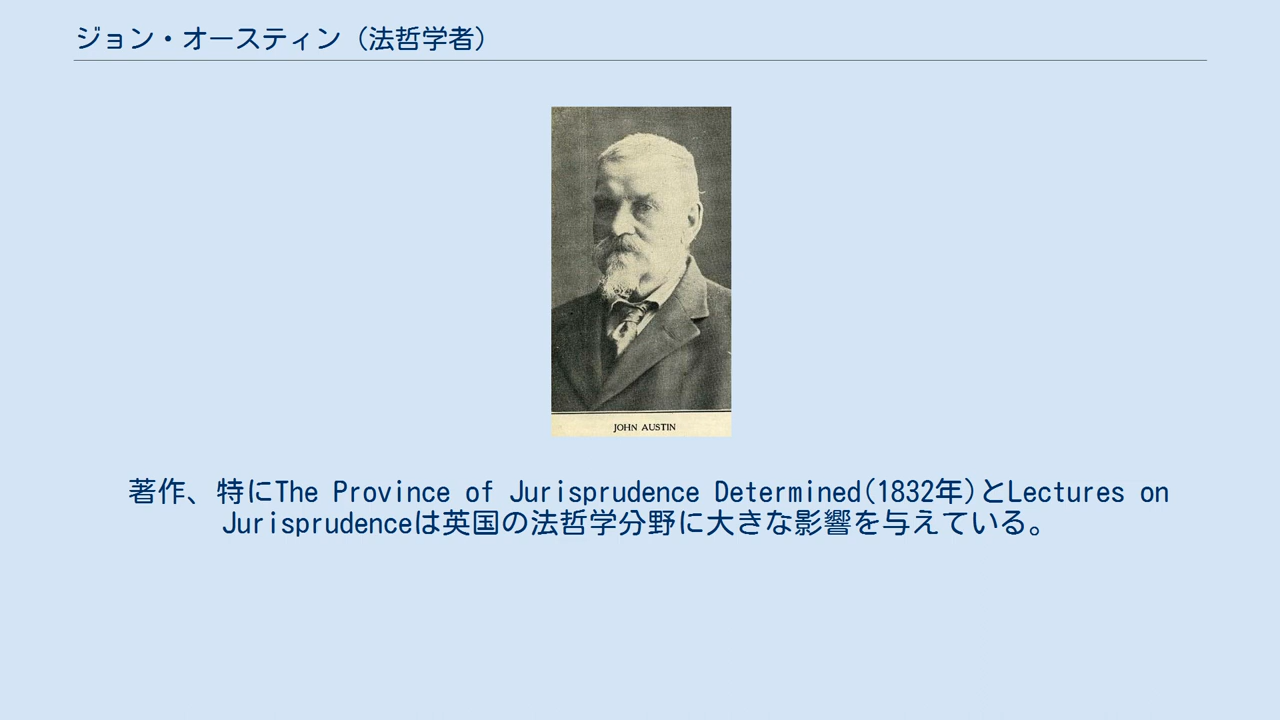 ジョン・オースティン（法哲学者）
JOHN AUSTIN
著作、特にThe Province of Jurisprudence Determined(1832年)とLectures on
Jurisprudenceは英国の法哲学分野に大きな影響を与えている。